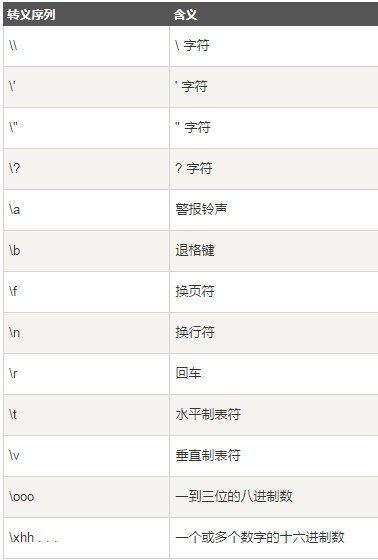 转义序列 含义
\\ \ 字符
\' ' 字符
\" " 字符
\? ? 字符
\a 警报铃声
\b 退格键
\f 换页符
\n 换行符
\r 回车
\t 水平制表符
\v 垂直制表符
\ooo 一到三位的八进制数
\xhh . . . 一个或多个数字的十六进制数